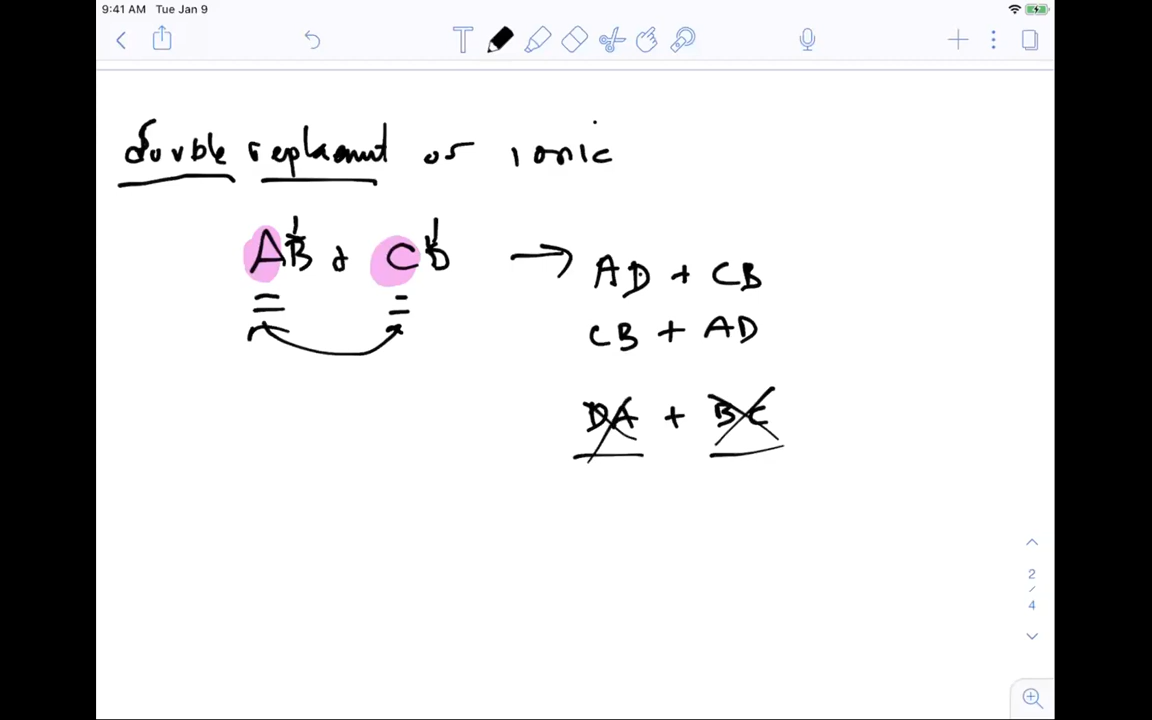 9:41 AM Tue Jan 9
T
double replacemnt or ionic
AB + CD → AD + CB
CB + AD
DA + BC
2
/
4